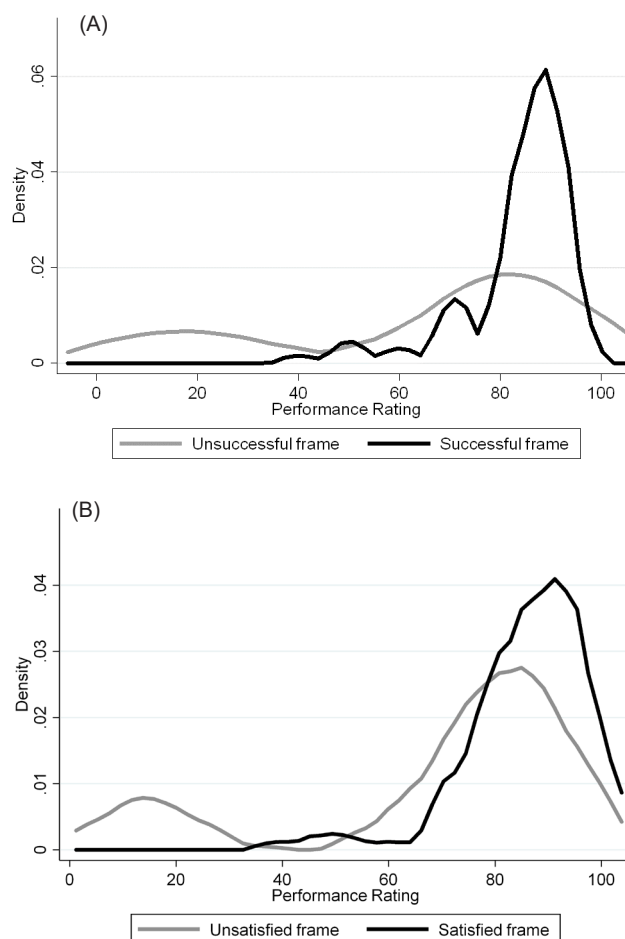 (A)
.06
.04
.02
0
Density
0 20 40 60 80 100
Performance Rating
Unsuccessful frame Successful frame
(B)
.04
.03
.02
.01
0
Density
0 20 40 60 80 100
Performance Rating
Unsatisfied frame Satisfied frame